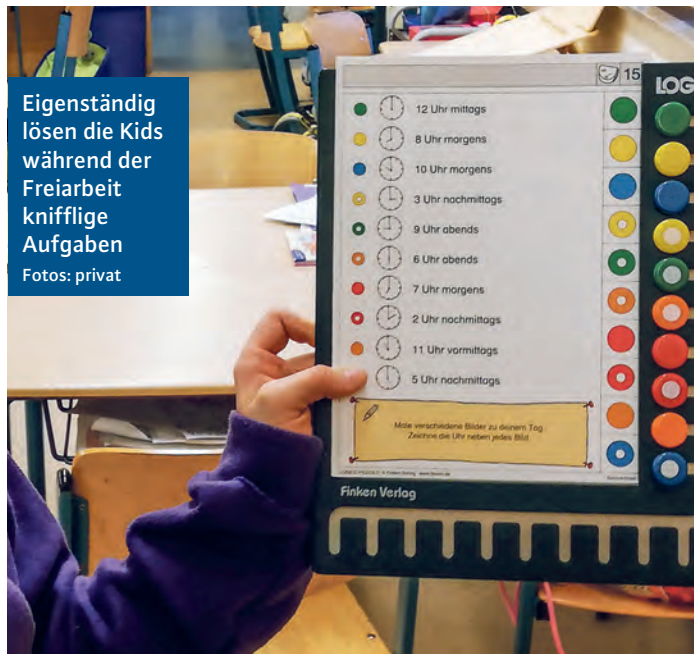 Eigenständig
lösen die Kids
während der
Freiarbeit
knifflige
Aufgaben
Fotos: privat
15
LOG
12 Uhr mittags
8 Uhr morgens
10 Uhr morgens
3 Uhr nachmittags
9 Uhr abends
6 Uhr abends
7 Uhr morgens
2 Uhr nachmittags
11 Uhr vormittags
5 Uhr nachmittags
Male verschiedene Bilder zu deinem Tag.
Zeichne die Uhr neben jedes Bild.
Finken Verlag